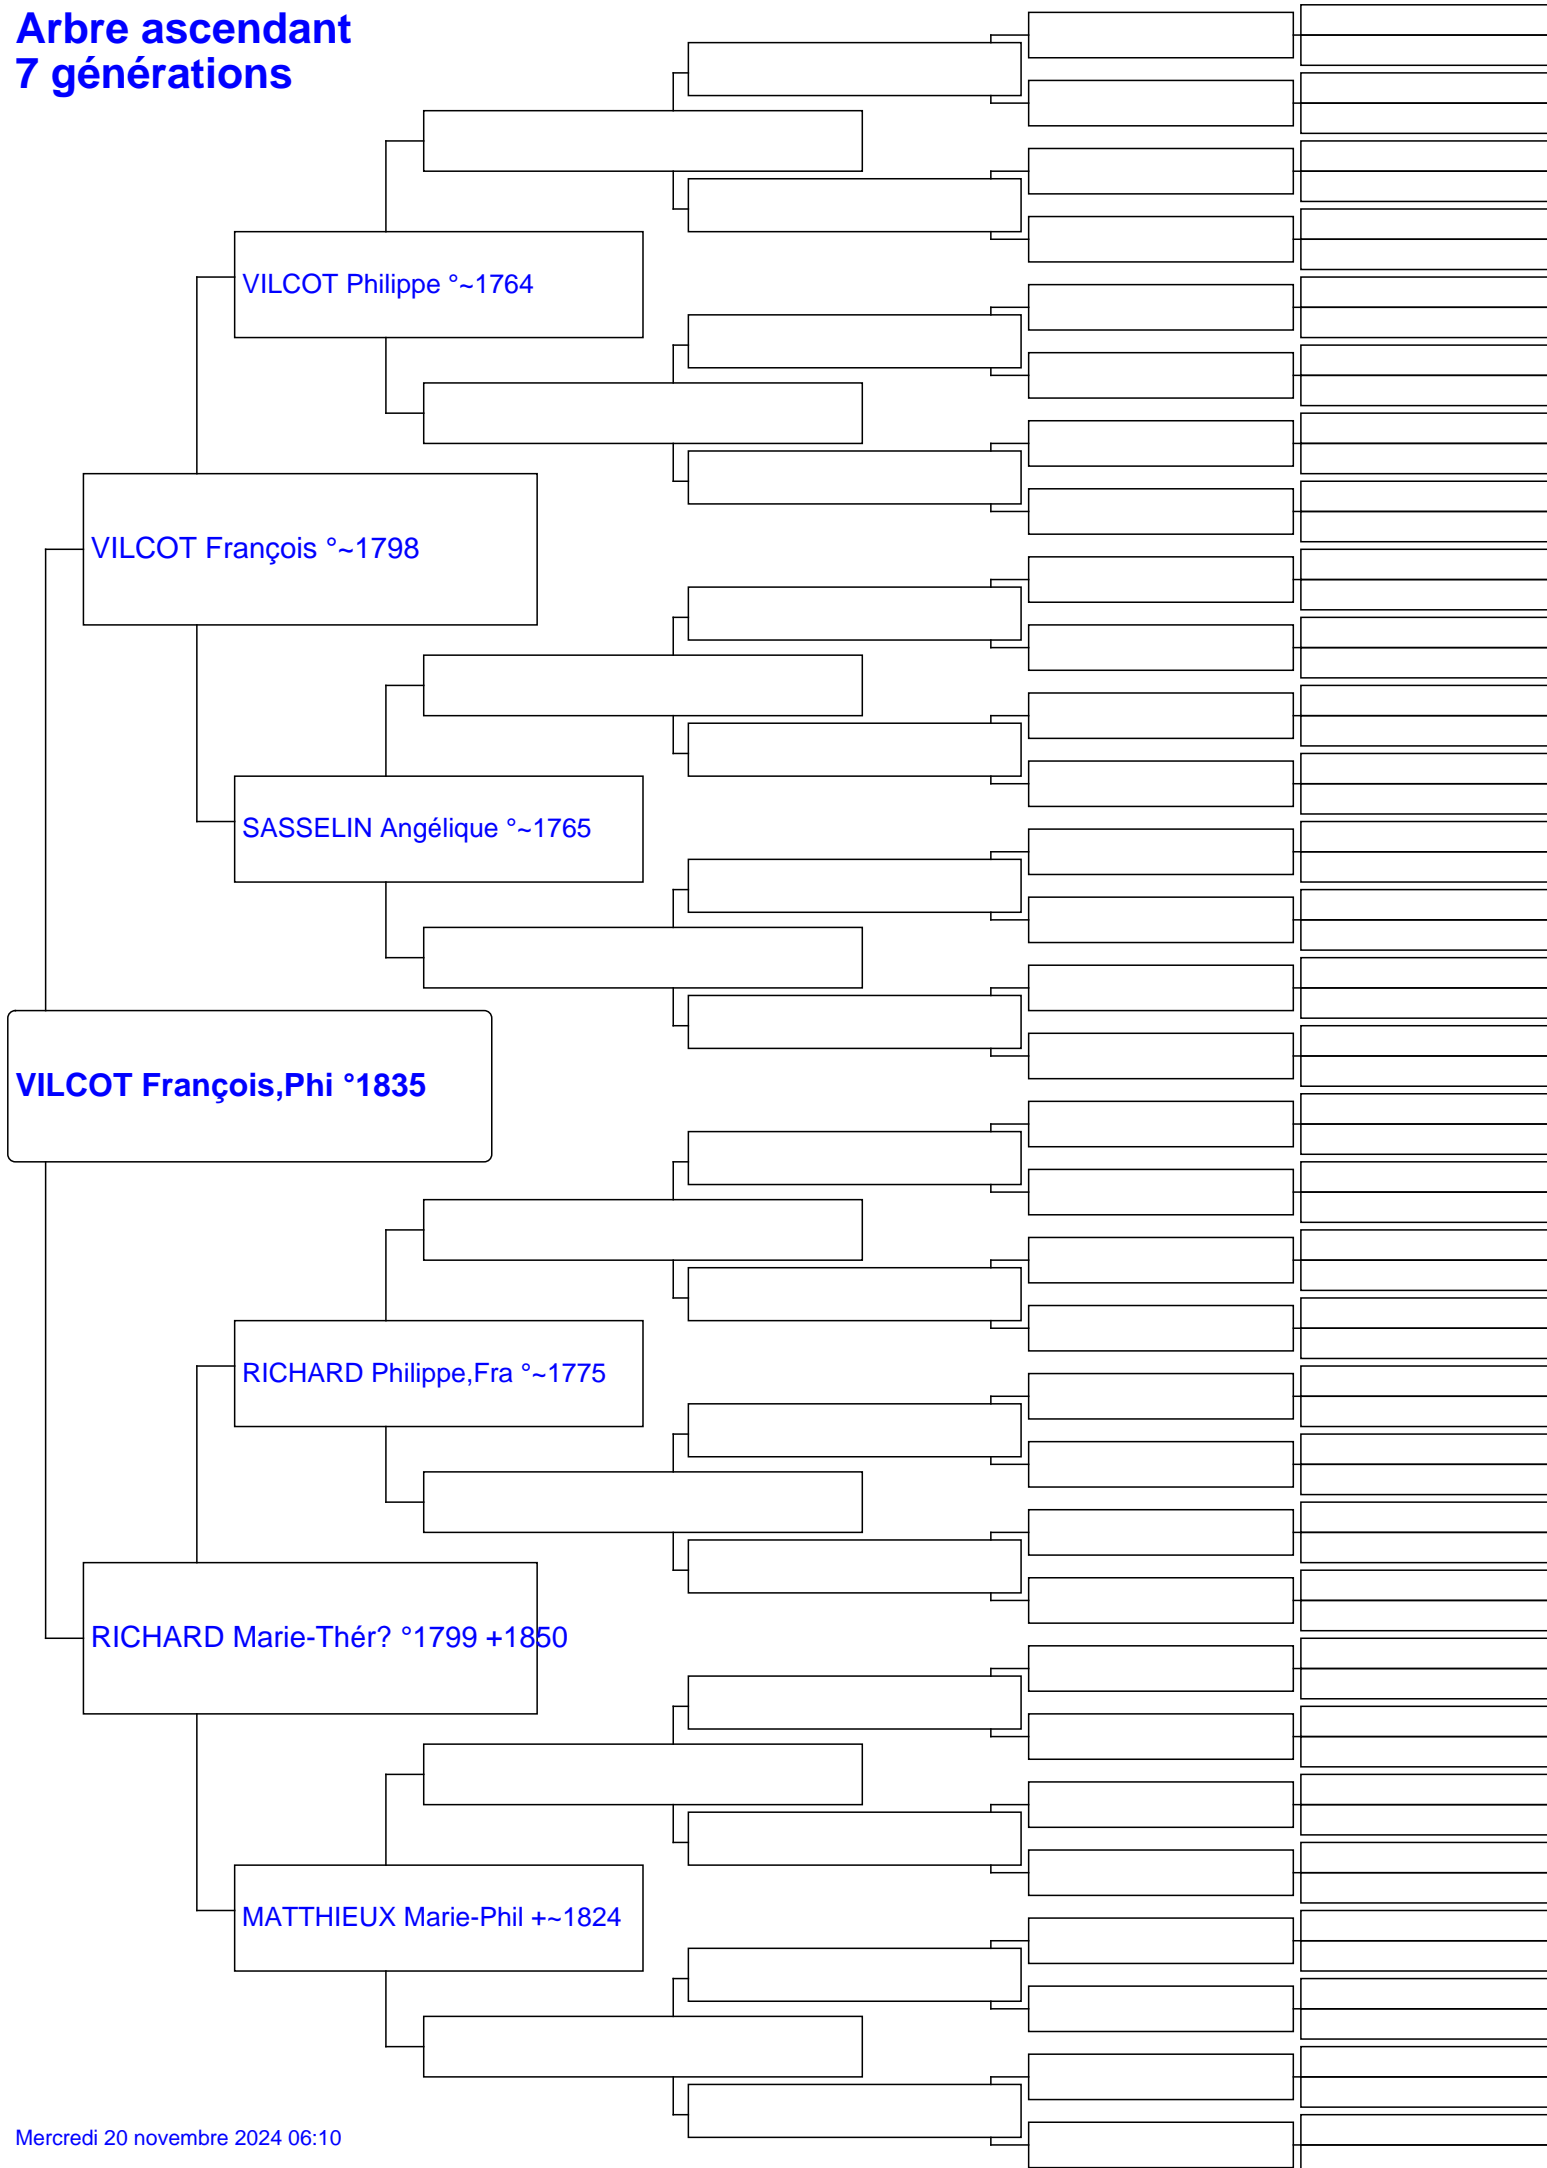 Arbre ascendant
7 générations
VILCOT Philippe °~1764
VILCOT François °~1798
SASSELIN Angélique °~1765
VILCOT François,Phi °1835
RICHARD Philippe,Fra °~1775
RICHARD Marie-Thér? °1799 +1850
MATTHIEUX Marie-Phil +~1824
Mercredi 20 novembre 2024 06:10